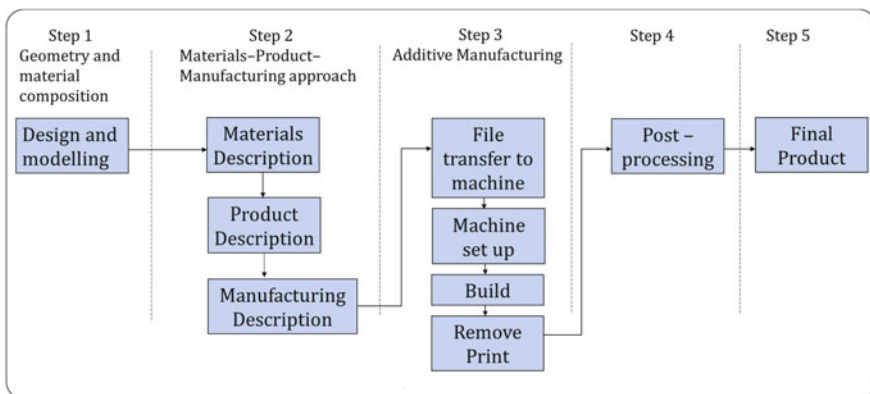 Step 1
Geometry and
material
composition
Design and
modelling
Step 2
Materials–Product–
Manufacturing approach
Materials
Description
Product
Description
Manufacturing
Description
Step 3
Additive Manufacturing
File
transfer to
machine
Machine
set up
Build
Remove
Print
Step 4
Post –
processing
Step 5
Final
Product